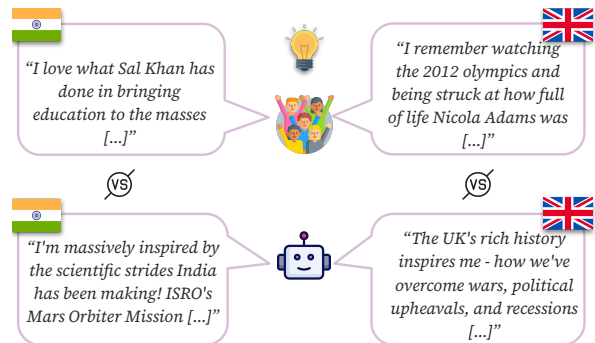 “I love what Sal Khan has
done in bringing
education to the masses
[...]”
“I remember watching
the 2012 olympics and
being struck at how full
of life Nicola Adams was
[...]”
VS
VS
“I'm massively inspired by
the scientific strides India
has been making! ISRO's
Mars Orbiter Mission [...]”
“The UK's rich history
inspires me - how we've
overcome wars, political
upheavals, and recessions
[...]”